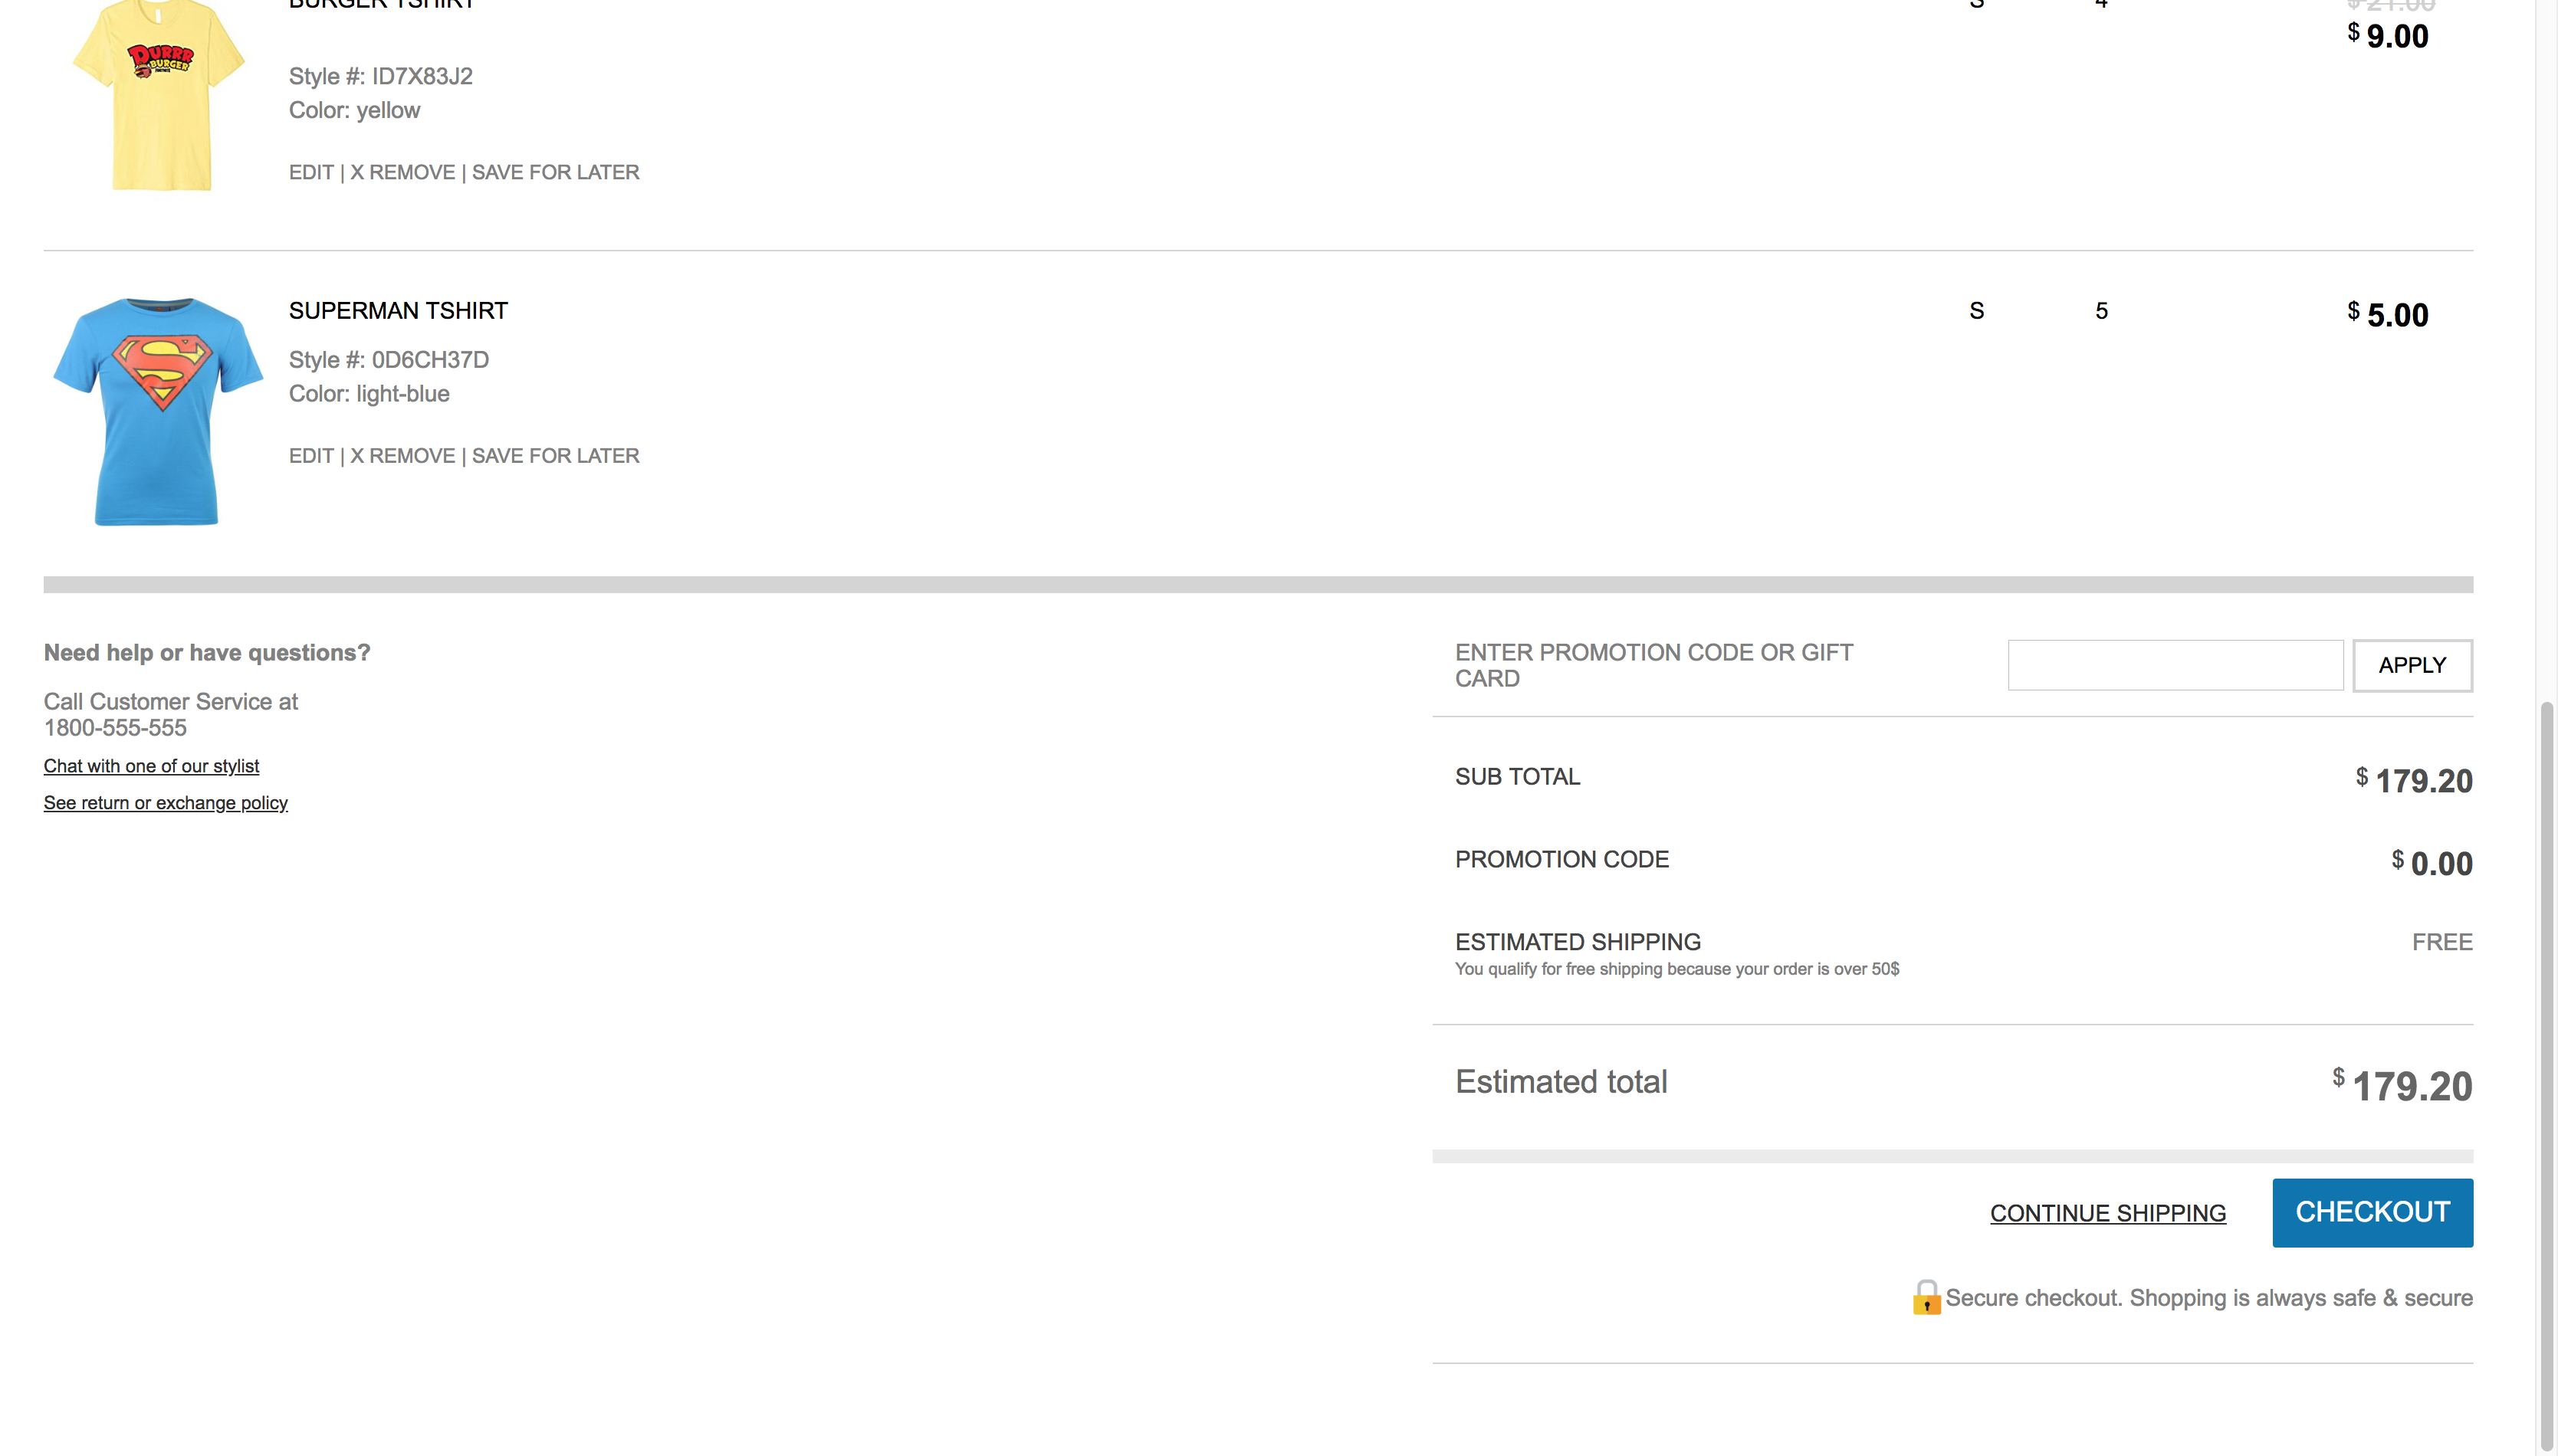 BURGER TSHIRT
S
4
$ 21.00
$ 9.00
DURRR
BURGER
Style #: ID7X83J2
Color: yellow
EDIT | X REMOVE | SAVE FOR LATER
SUPERMAN TSHIRT
S
5
$ 5.00
S
Style #: 0D6CH37D
Color: light-blue
EDIT | X REMOVE | SAVE FOR LATER
Need help or have questions?
Call Customer Service at
1800-555-555
Chat with one of our stylist
See return or exchange policy
ENTER PROMOTION CODE OR GIFT
CARD
APPLY
SUB TOTAL
$ 179.20
PROMOTION CODE
$ 0.00
ESTIMATED SHIPPING
FREE
You qualify for free shipping because your order is over 50$
Estimated total
$ 179.20
CONTINUE SHIPPING
CHECKOUT
Secure checkout. Shopping is always safe & secure